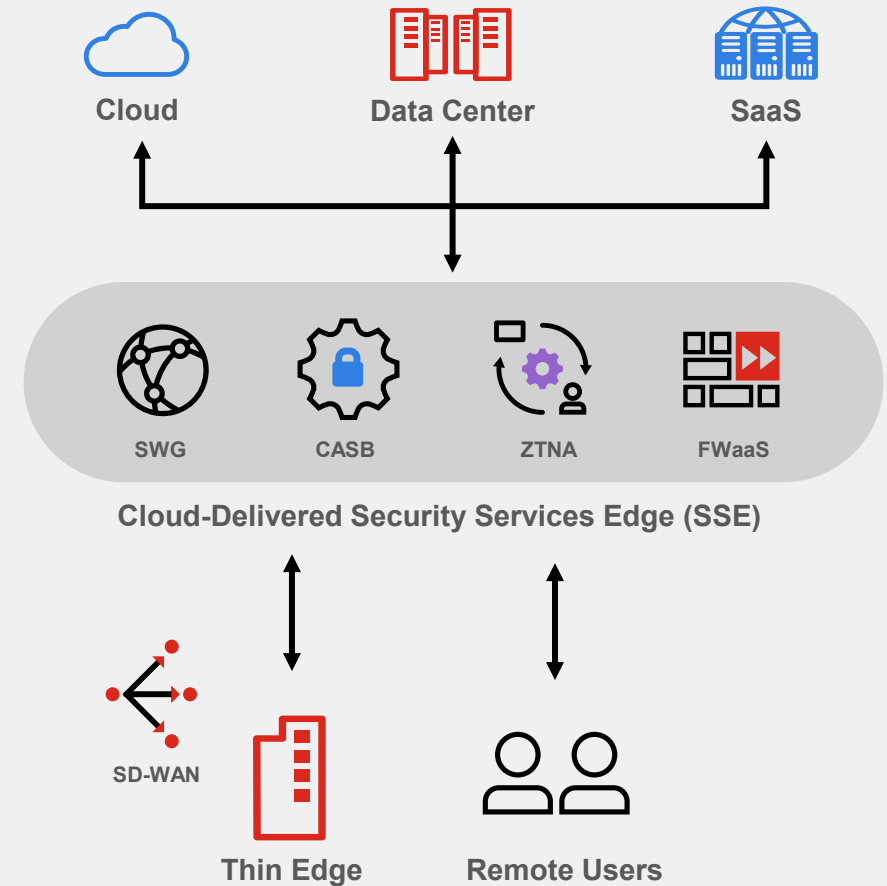 Cloud
Data Center
SaaS
SWG
CASB
ZTNA
FWaaS
Cloud-Delivered Security Services Edge (SSE)
SD-WAN
Thin Edge
Remote Users